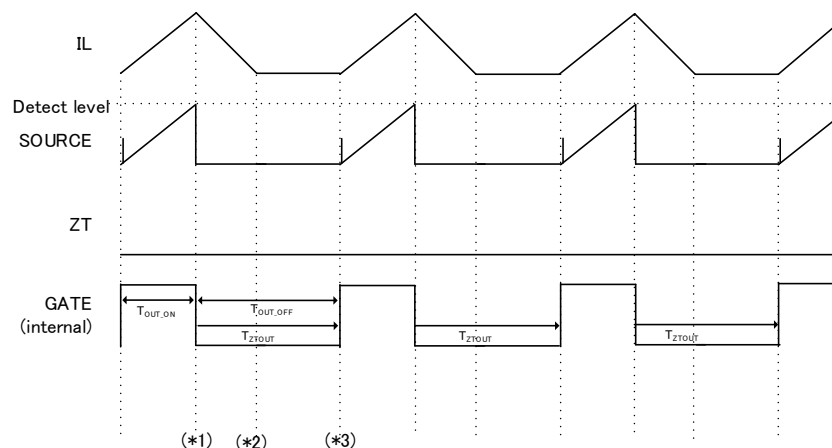 IL
Detect level
SOURCE
ZT
GATE
(internal)
TOUT_ON
TOUT_OFF
TZTOUT
TZTOUT
TZTOUT
(*1)
(*2)
(*3)